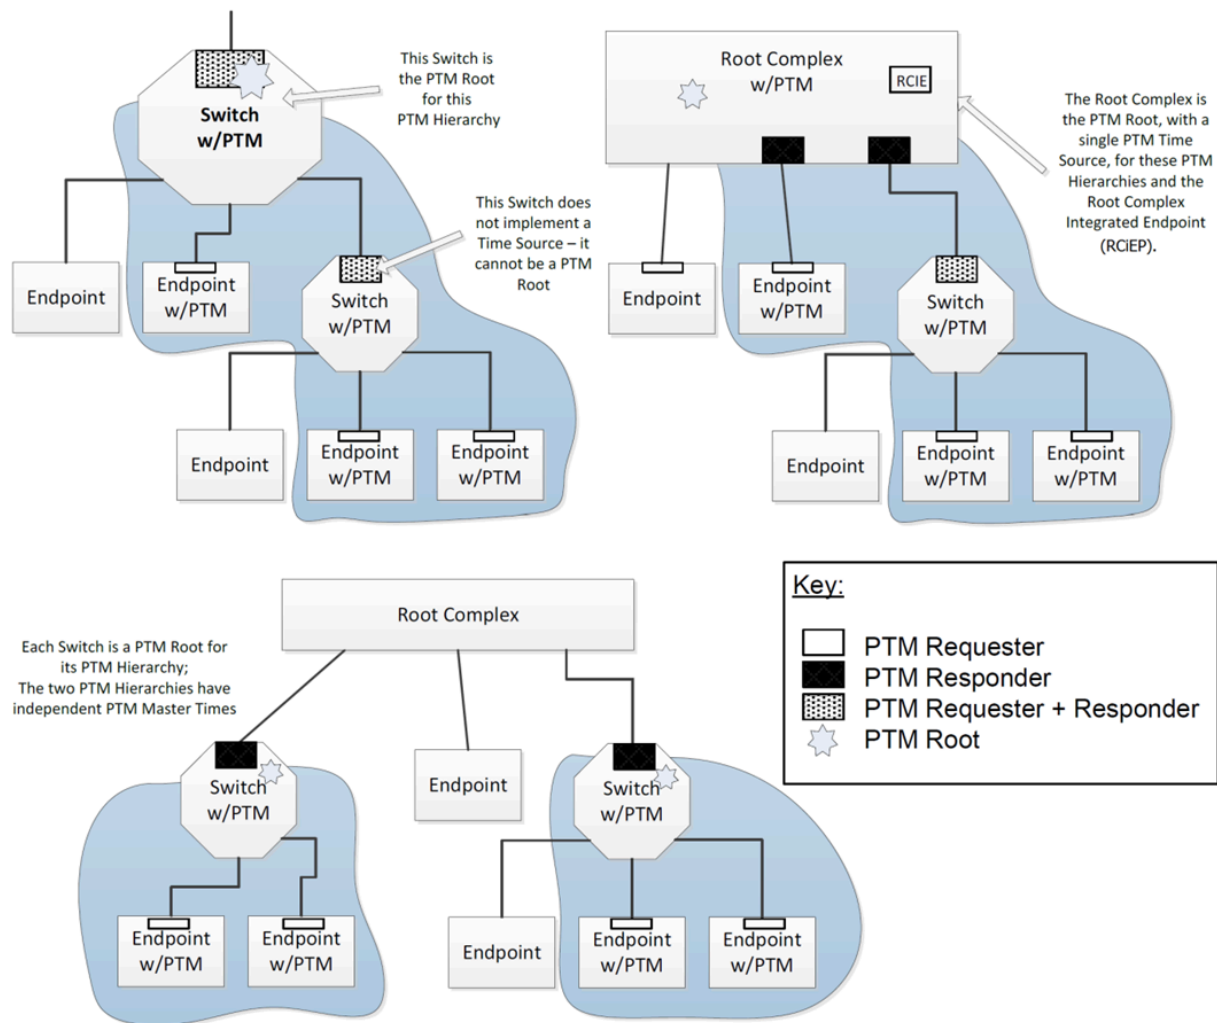 This Switch is
the PTM Root
for this
PTM Hierarchy
Switch
w/PTM
This Switch does
not implement a
Time Source – it
cannot be a PTM
Root
Endpoint
Endpoint
w/PTM
Switch
w/PTM
Endpoint
Endpoint
w/PTM
Endpoint
w/PTM
Root Complex
w/PTM
RCIE
The Root Complex is
the PTM Root, with a
single PTM Time
Source, for these PTM
Hierarchies and the
Root Complex
Integrated Endpoint
(RCiEP).
Endpoint
Endpoint
w/PTM
Switch
w/PTM
Endpoint
Endpoint
w/PTM
Endpoint
w/PTM
Root Complex
Each Switch is a PTM Root for
its PTM Hierarchy;
The two PTM Hierarchies have
independent PTM Master Times
Switch
w/PTM
Endpoint
Switch
w/PTM
Endpoint
w/PTM
Endpoint
w/PTM
Endpoint
Endpoint
w/PTM
Endpoint
w/PTM
Key:
PTM Requester
PTM Responder
PTM Requester + Responder
PTM Root